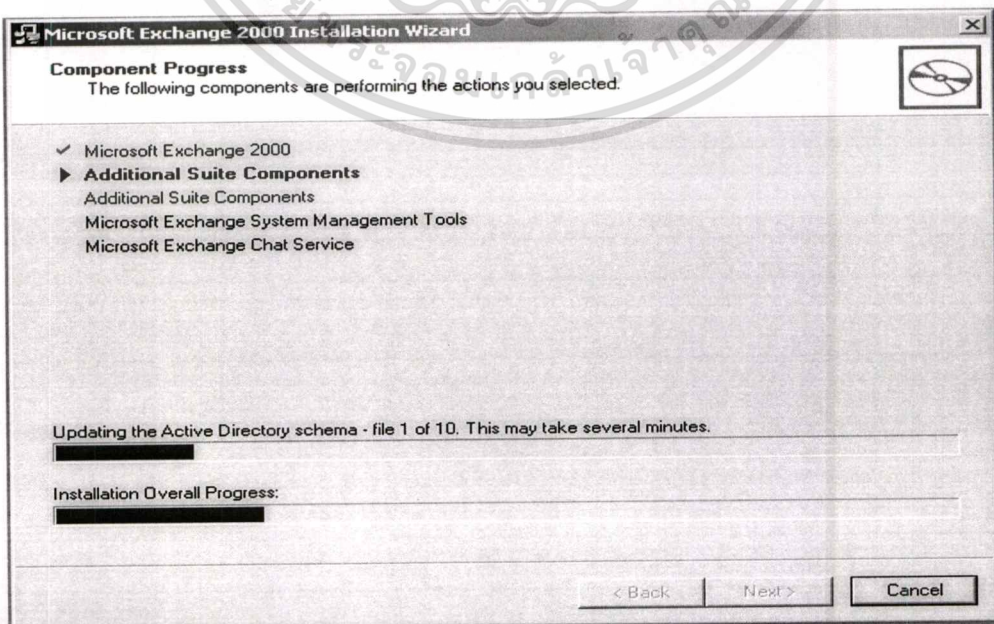 Microsoft Exchange 2000 Installation Wizard
Component Progress
The following components are performing the actions you selected.
Microsoft Exchange 2000
Additional Suite Components
Additional Suite Components
Microsoft Exchange System Management Tools
Microsoft Exchange Chat Service
Updating the Active Directory schema - file 1 of 10. This may take several minutes.
Installation Overall Progress:
< Back
Next >
Cancel